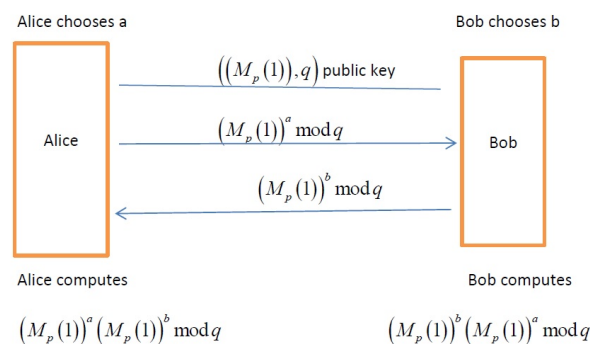 Alice chooses a
Bob chooses b
((M_p(1)),q) public key
Alice
(M_p(1))^a mod q
Bob
(M_p(1))^b mod q
Alice computes
Bob computes
(M_p(1))^a (M_p(1))^b mod q
(M_p(1))^b (M_p(1))^a mod q